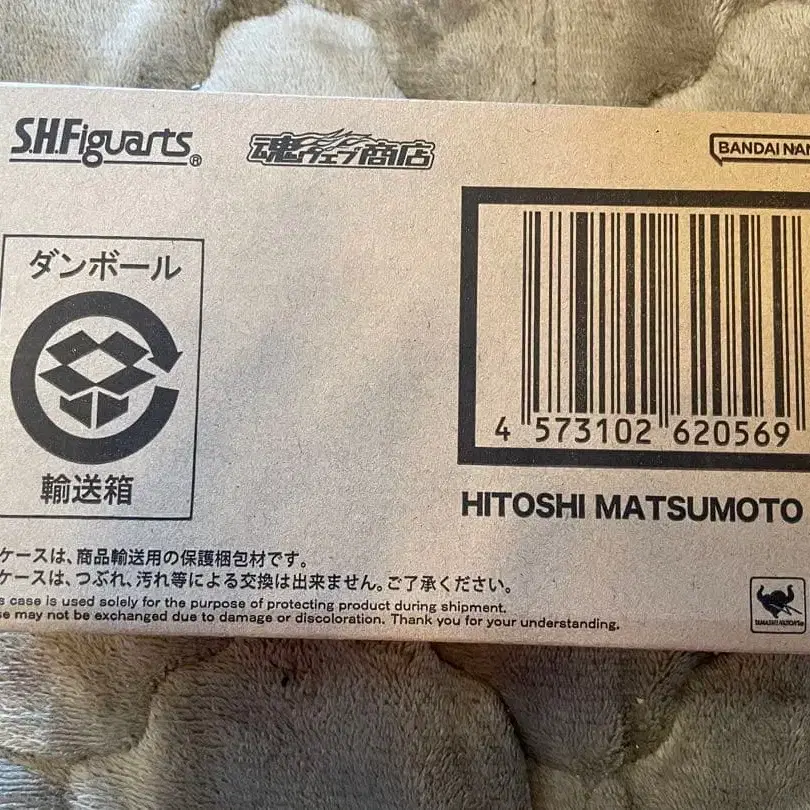 S.H.Figuarts®
魂ウェブ商店
BANDAI NAM
ダンボール
輸送箱
4 573102 620569
HITOSHI MATSUMOTO
ケースは、商品輸送用の保護梱包材です。
ケースは、つぶれ、汚れ等による交換は出来ません。ご了承ください。
s case is used solely for the purpose of protecting product during shipment.
se may not be exchanged due to damage or discoloration. Thank you for your understanding.
TAMASHII NATIONS